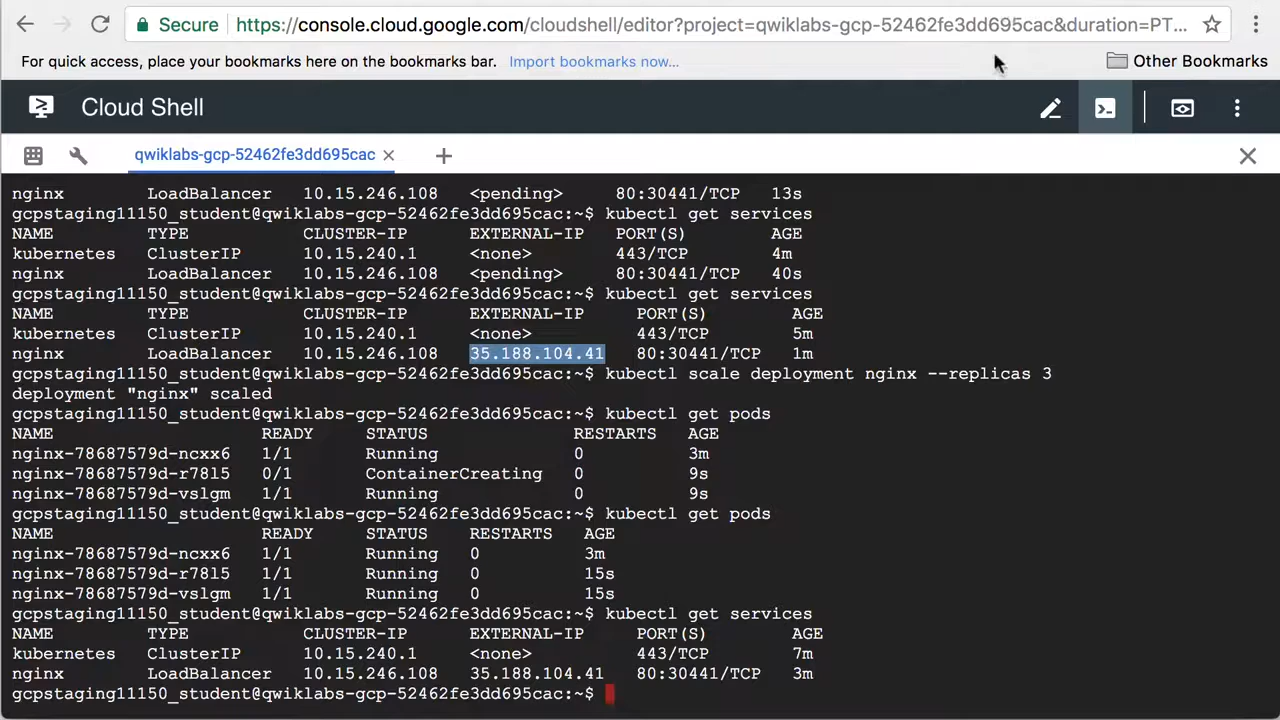 Secure https://console.cloud.google.com/cloudshell/editor?project=qwiklabs-gcp-52462fe3dd695cac&duration=PT...
For quick access, place your bookmarks here on the bookmarks bar. Import bookmarks now... Other Bookmarks
Cloud Shell
qwiklabs-gcp-52462fe3dd695cac
nginx LoadBalancer 10.15.246.108 <pending> 80:30441/TCP 13s
gcpstaging11150_student@qwiklabs-gcp-52462fe3dd695cac:~$ kubectl get services
NAME TYPE CLUSTER-IP EXTERNAL-IP PORT(S) AGE
kubernetes ClusterIP 10.15.240.1 <none> 443/TCP 4m
nginx LoadBalancer 10.15.246.108 <pending> 80:30441/TCP 40s
gcpstaging11150_student@qwiklabs-gcp-52462fe3dd695cac:~$ kubectl get services
NAME TYPE CLUSTER-IP EXTERNAL-IP PORT(S) AGE
kubernetes ClusterIP 10.15.240.1 <none> 443/TCP 5m
nginx LoadBalancer 10.15.246.108 35.188.104.41 80:30441/TCP 1m
gcpstaging11150_student@qwiklabs-gcp-52462fe3dd695cac:~$ kubectl scale deployment nginx --replicas 3
deployment "nginx" scaled
gcpstaging11150_student@qwiklabs-gcp-52462fe3dd695cac:~$ kubectl get pods
NAME READY STATUS RESTARTS AGE
nginx-78687579d-ncxx6 1/1 Running 0 3m
nginx-78687579d-r78l5 0/1 ContainerCreating 0 9s
nginx-78687579d-vslgm 1/1 Running 0 9s
gcpstaging11150_student@qwiklabs-gcp-52462fe3dd695cac:~$ kubectl get pods
NAME READY STATUS RESTARTS AGE
nginx-78687579d-ncxx6 1/1 Running 0 3m
nginx-78687579d-r78l5 1/1 Running 0 15s
nginx-78687579d-vslgm 1/1 Running 0 15s
gcpstaging11150_student@qwiklabs-gcp-52462fe3dd695cac:~$ kubectl get services
NAME TYPE CLUSTER-IP EXTERNAL-IP PORT(S) AGE
kubernetes ClusterIP 10.15.240.1 <none> 443/TCP 7m
nginx LoadBalancer 10.15.246.108 35.188.104.41 80:30441/TCP 3m
gcpstaging11150_student@qwiklabs-gcp-52462fe3dd695cac:~$